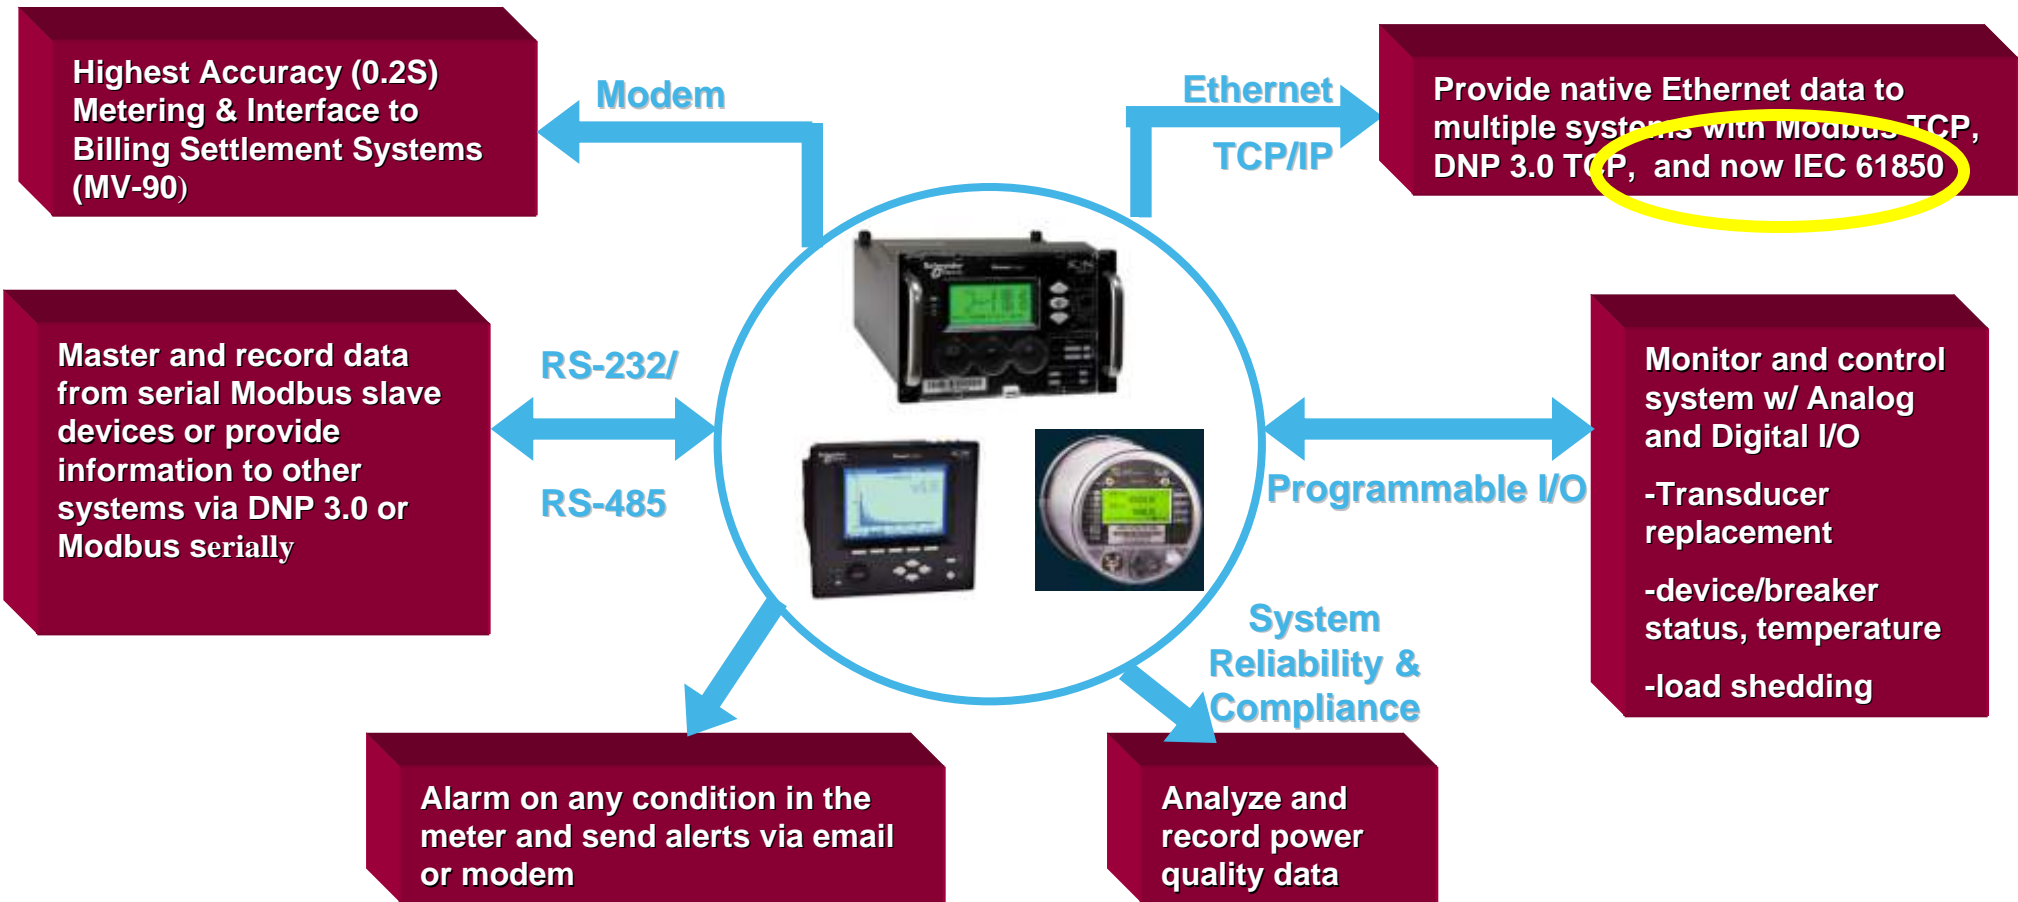 Highest Accuracy (0.2S)
Metering & Interface to
Billing Settlement Systems
(MV-90)
Modem
Ethernet
TCP/IP
Provide native Ethernet data to
multiple systems with Modbus TCP,
DNP 3.0 TCP, and now IEC 61850
Master and record data
from serial Modbus slave
devices or provide
information to other
systems via DNP 3.0 or
Modbus serially
RS-232/
RS-485
Schneider
Programmable I/O
Monitor and control
system w/ Analog
and Digital I/O
-Transducer
replacement
-device/breaker
status, temperature
-load shedding
System
Reliability &
Compliance
Alarm on any condition in the
meter and send alerts via email
or modem
Analyze and
record power
quality data